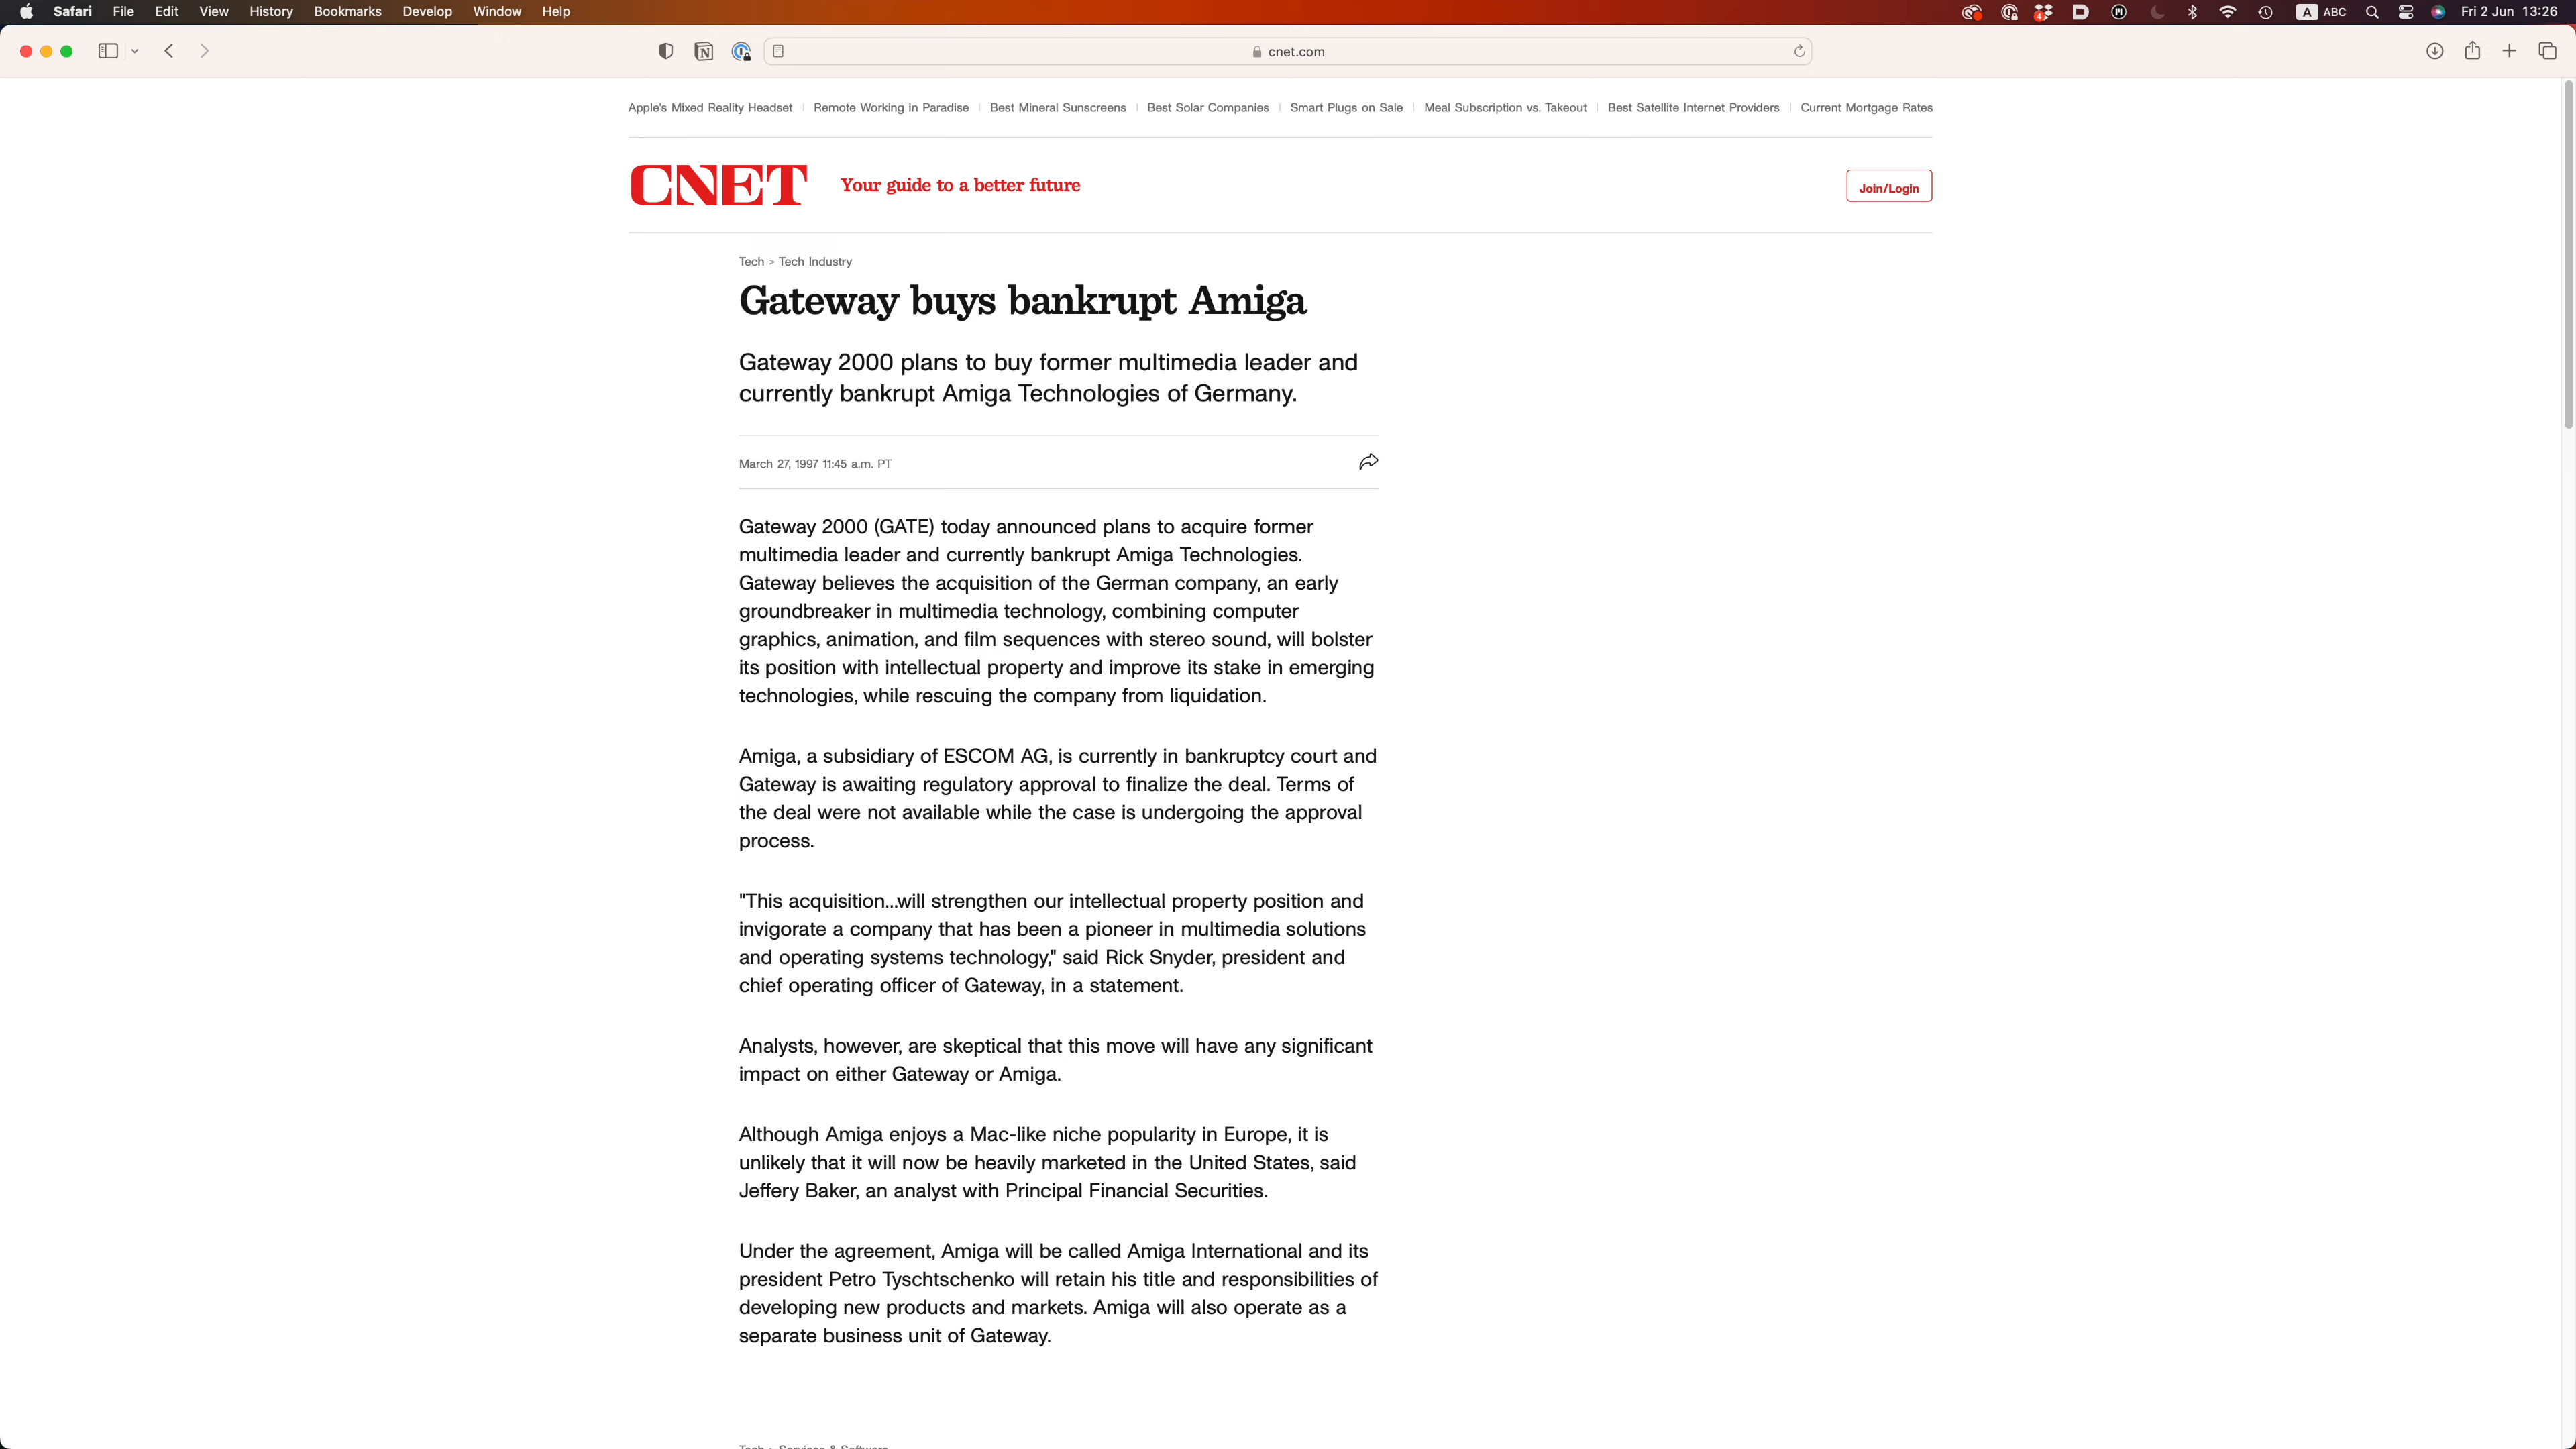 Safari File Edit View History Bookmarks Develop Window Help
4 A ABC Fri 2 Jun 13:26
cnet.com
Apple's Mixed Reality Headset Remote Working in Paradise Best Mineral Sunscreens Best Solar Companies Smart Plugs on Sale Meal Subscription vs. Takeout Best Satellite Internet Providers Current Mortgage Rates
CNET Your guide to a better future Join/Login
Tech > Tech Industry
Gateway buys bankrupt Amiga
Gateway 2000 plans to buy former multimedia leader and
currently bankrupt Amiga Technologies of Germany.
March 27, 1997 11:45 a.m. PT
Gateway 2000 (GATE) today announced plans to acquire former
multimedia leader and currently bankrupt Amiga Technologies.
Gateway believes the acquisition of the German company, an early
groundbreaker in multimedia technology, combining computer
graphics, animation, and film sequences with stereo sound, will bolster
its position with intellectual property and improve its stake in emerging
technologies, while rescuing the company from liquidation.
Amiga, a subsidiary of ESCOM AG, is currently in bankruptcy court and
Gateway is awaiting regulatory approval to finalize the deal. Terms of
the deal were not available while the case is undergoing the approval
process.
"This acquisition...will strengthen our intellectual property position and
invigorate a company that has been a pioneer in multimedia solutions
and operating systems technology," said Rick Snyder, president and
chief operating officer of Gateway, in a statement.
Analysts, however, are skeptical that this move will have any significant
impact on either Gateway or Amiga.
Although Amiga enjoys a Mac-like niche popularity in Europe, it is
unlikely that it will now be heavily marketed in the United States, said
Jeffery Baker, an analyst with Principal Financial Securities.
Under the agreement, Amiga will be called Amiga International and its
president Petro Tyschtschenko will retain his title and responsibilities of
developing new products and markets. Amiga will also operate as a
separate business unit of Gateway.
Tech > Services & Software